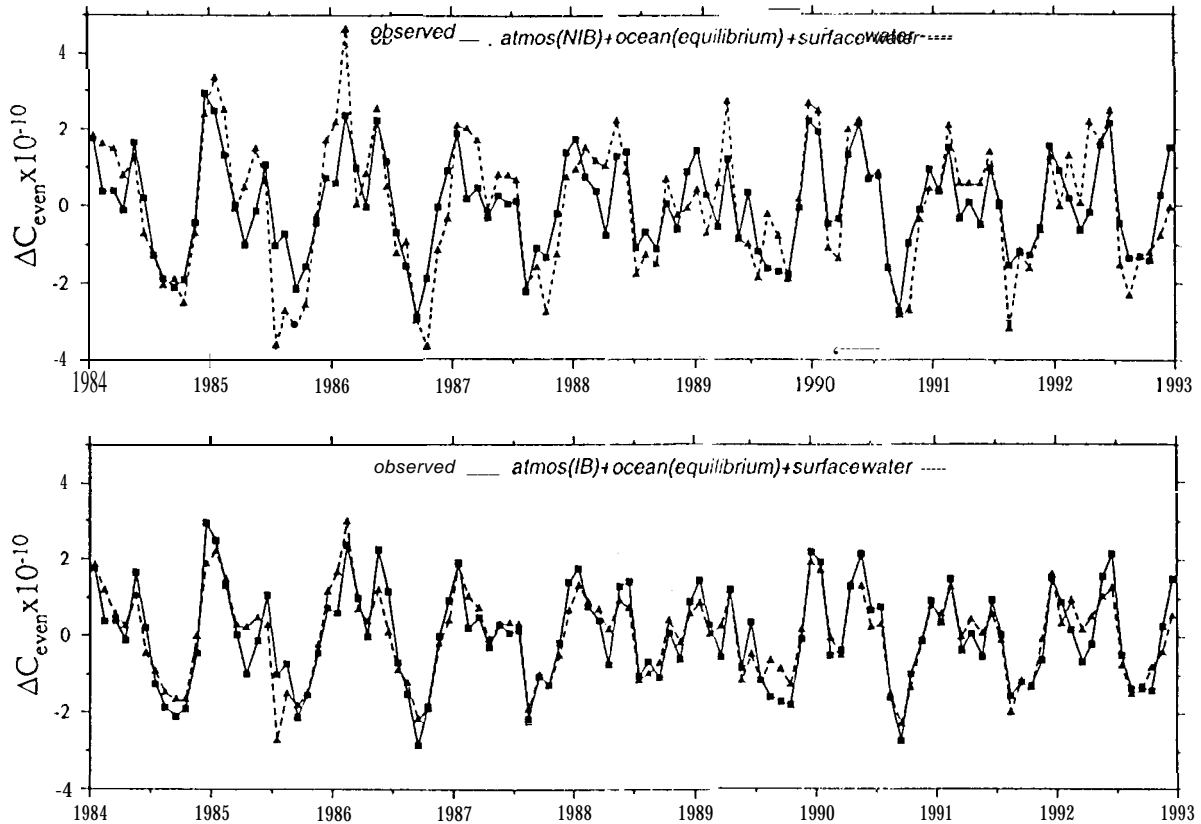 observed atmos(NIB)+ocean(equilibrium)+surface water
ΔC_even x10^-10
4
2
0
-2
-4
1984 1985 1986 1987 1988 1989 1990 1991 1992 1993
observed atmos(IB)+ocean(equilibrium)+surfacewater
ΔC_even x10^-10
4
2
0
-2
-4
1984 1985 1986 1987 1988 1989 1990 1991 1992 1993